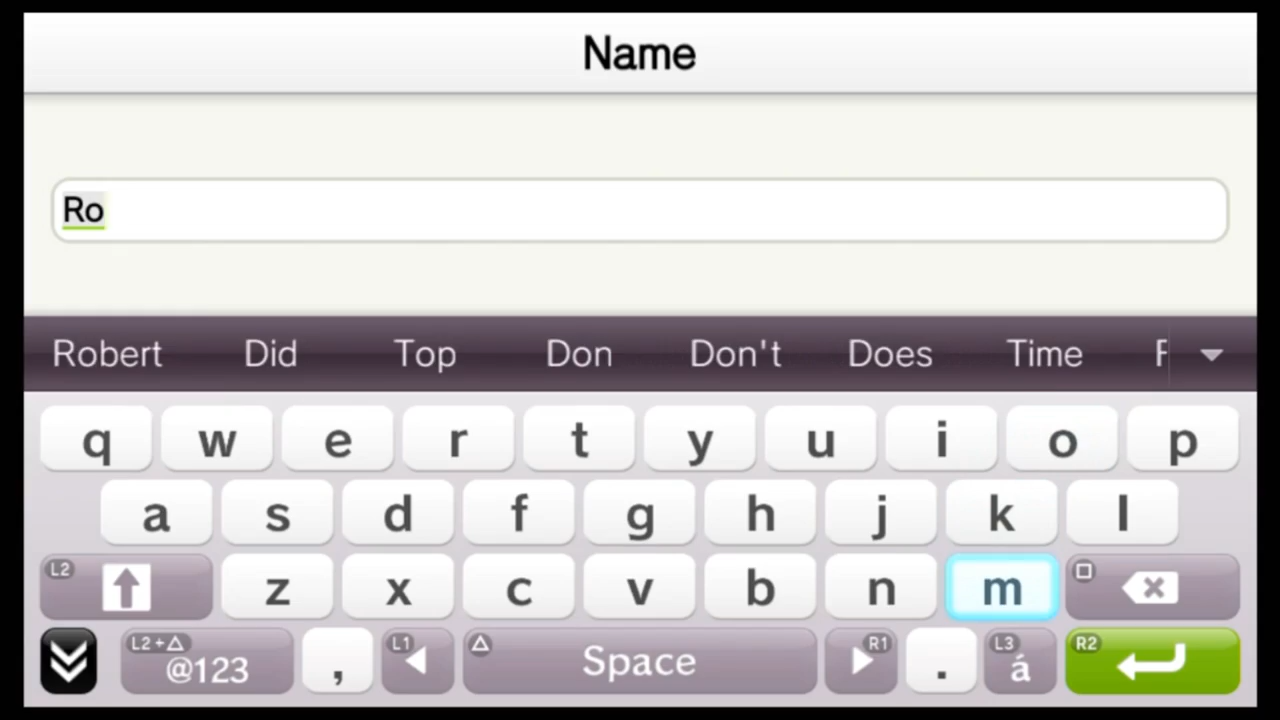 Name
Ro
Robert Did Top Don Don't Does Time
q w e r t y u i o p
a s d f g h j k l
L2 z x c v b n m
L2+△ @123 , L1 △ Space R1 . L3 á R2